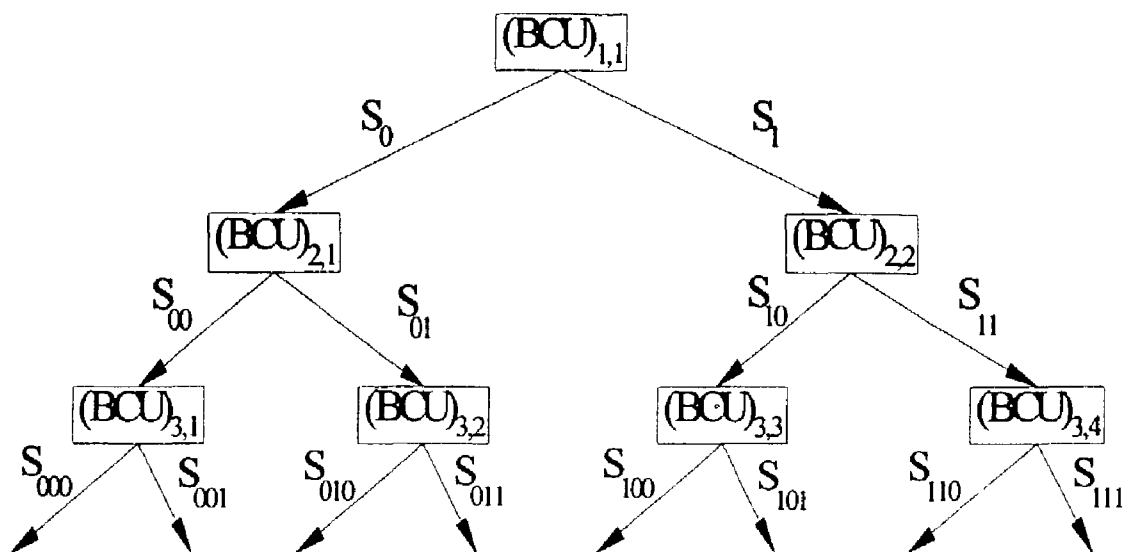 (BCU)1,1
S0 S1
(BCU)2,1 (BCU)2,2
S00 S01 S10 S11
(BCU)3,1 (BCU)3,2 (BCU)3,3 (BCU)3,4
S000 S001 S010 S011 S100 S101 S110 S111